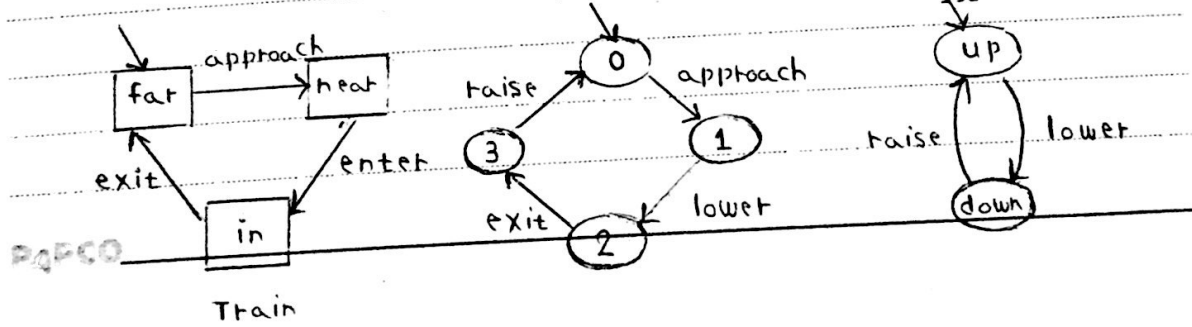 approach
far
near
exit
enter
in
Train
0
raise
approach
3
1
exit
lower
2
up
raise
lower
down
PAPCO